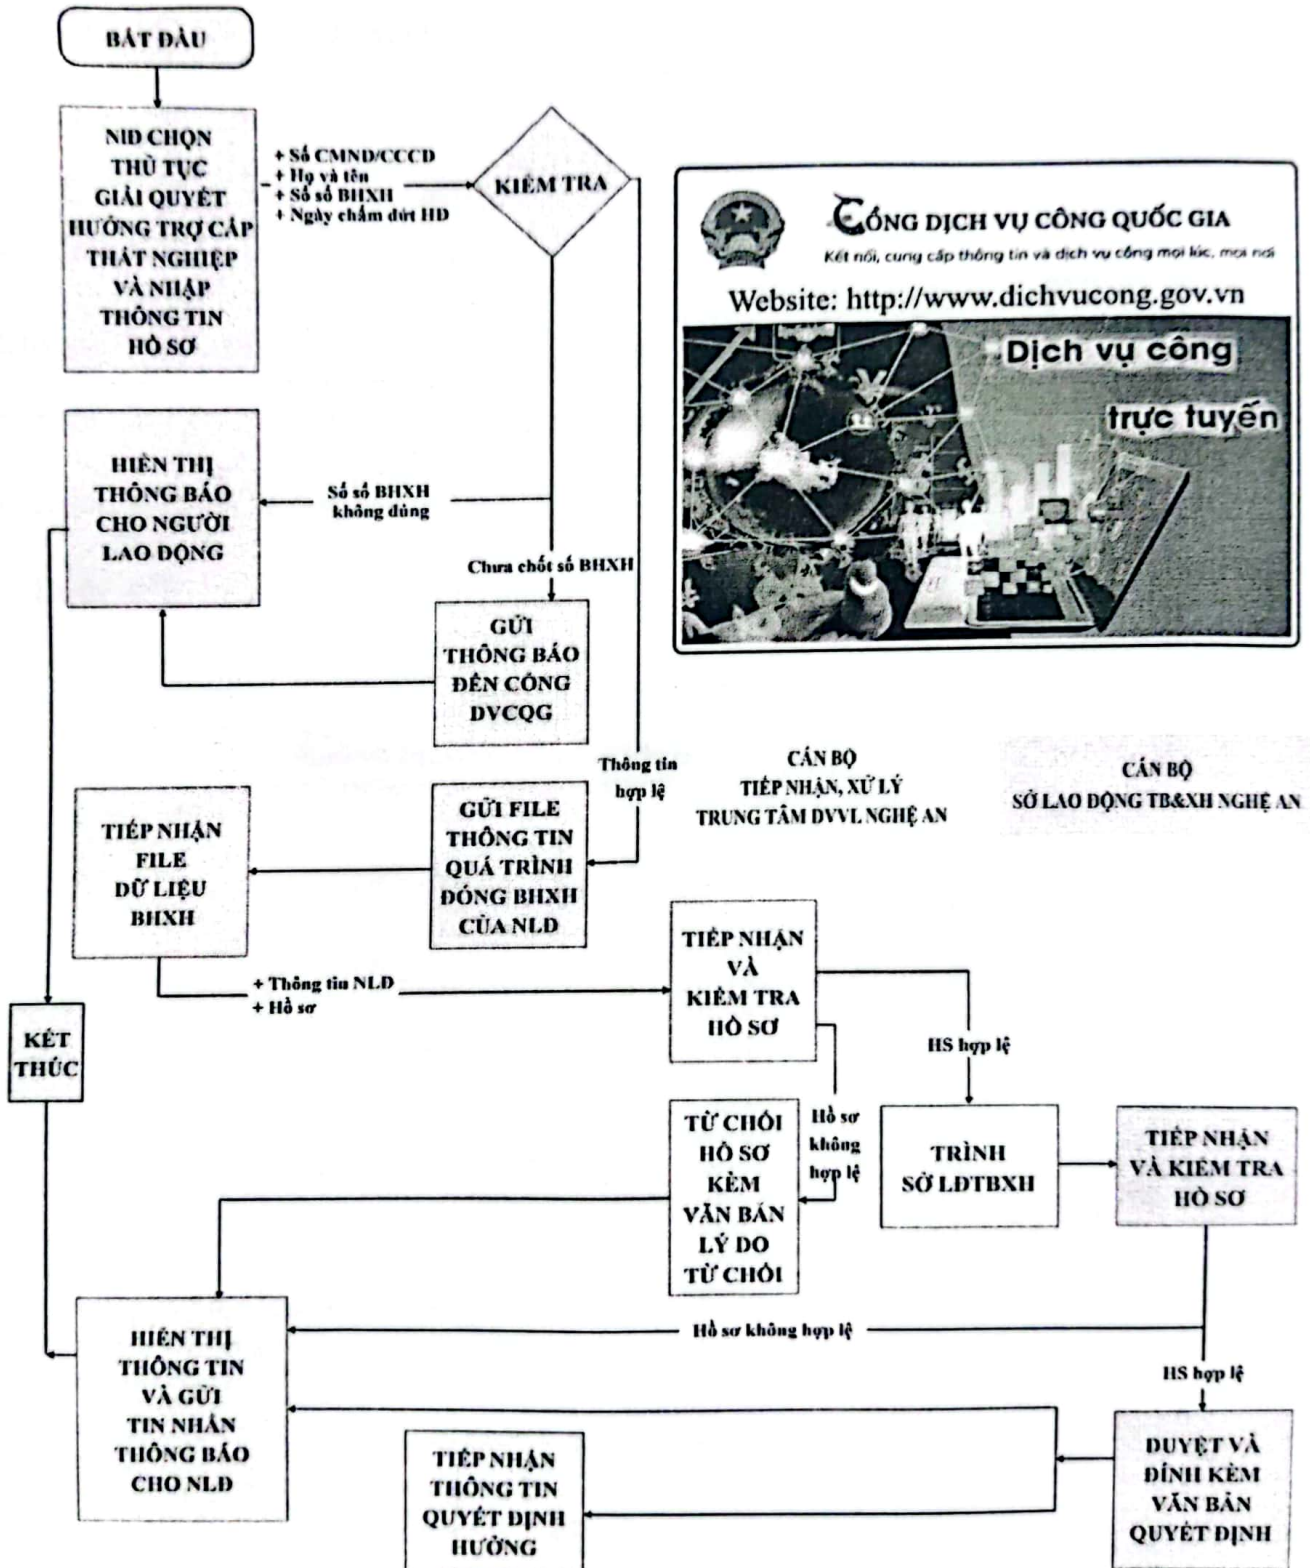 BẮT ĐẦU
NLĐ CHỌN
THỦ TỤC
GIẢI QUYẾT
HƯỞNG TRỢ CẤP
THẤT NGHIỆP
VÀ NHẬP
THÔNG TIN
HỒ SƠ
+ Số CMND/CCCD
+ Họ và tên
+ Số sổ BHXH
+ Ngày chấm dứt HĐ
KIỂM TRA
CỔNG DỊCH VỤ CÔNG QUỐC GIA
Kết nối, cung cấp thông tin và dịch vụ công mọi lúc, mọi nơi
Website: http://www.dichvucong.gov.vn
Dịch vụ công
trực tuyến
HIỂN THỊ
THÔNG BÁO
CHO NGƯỜI
LAO ĐỘNG
Số sổ BHXH
không đúng
Chưa chốt sổ BHXH
GỬI
THÔNG BÁO
ĐẾN CỔNG
DVCQG
Thông tin
hợp lệ
CÁN BỘ
TIẾP NHẬN, XỬ LÝ
TRUNG TÂM DVVL NGHỆ AN
CÁN BỘ
SỞ LAO ĐỘNG TB&XH NGHỆ AN
TIẾP NHẬN
FILE
DỮ LIỆU
BHXH
GỬI FILE
THÔNG TIN
QUÁ TRÌNH
ĐÓNG BHXH
CỦA NLĐ
+ Thông tin NLĐ
+ Hồ sơ
TIẾP NHẬN
VÀ
KIỂM TRA
HỒ SƠ
KẾT
THÚC
HS hợp lệ
Hồ sơ
không
hợp lệ
TỪ CHỐI
HỒ SƠ
KÈM
VĂN BẢN
LÝ DO
TỪ CHỐI
TRÌNH
SỞ LĐTBXH
TIẾP NHẬN
VÀ KIỂM TRA
HỒ SƠ
Hồ sơ không hợp lệ
HS hợp lệ
HIỂN THỊ
THÔNG TIN
VÀ GỬI
TIN NHẮN
THÔNG BÁO
CHO NLĐ
TIẾP NHẬN
THÔNG TIN
QUYẾT ĐỊNH
HƯỞNG
DUYỆT VÀ
ĐÍNH KÈM
VĂN BẢN
QUYẾT ĐỊNH